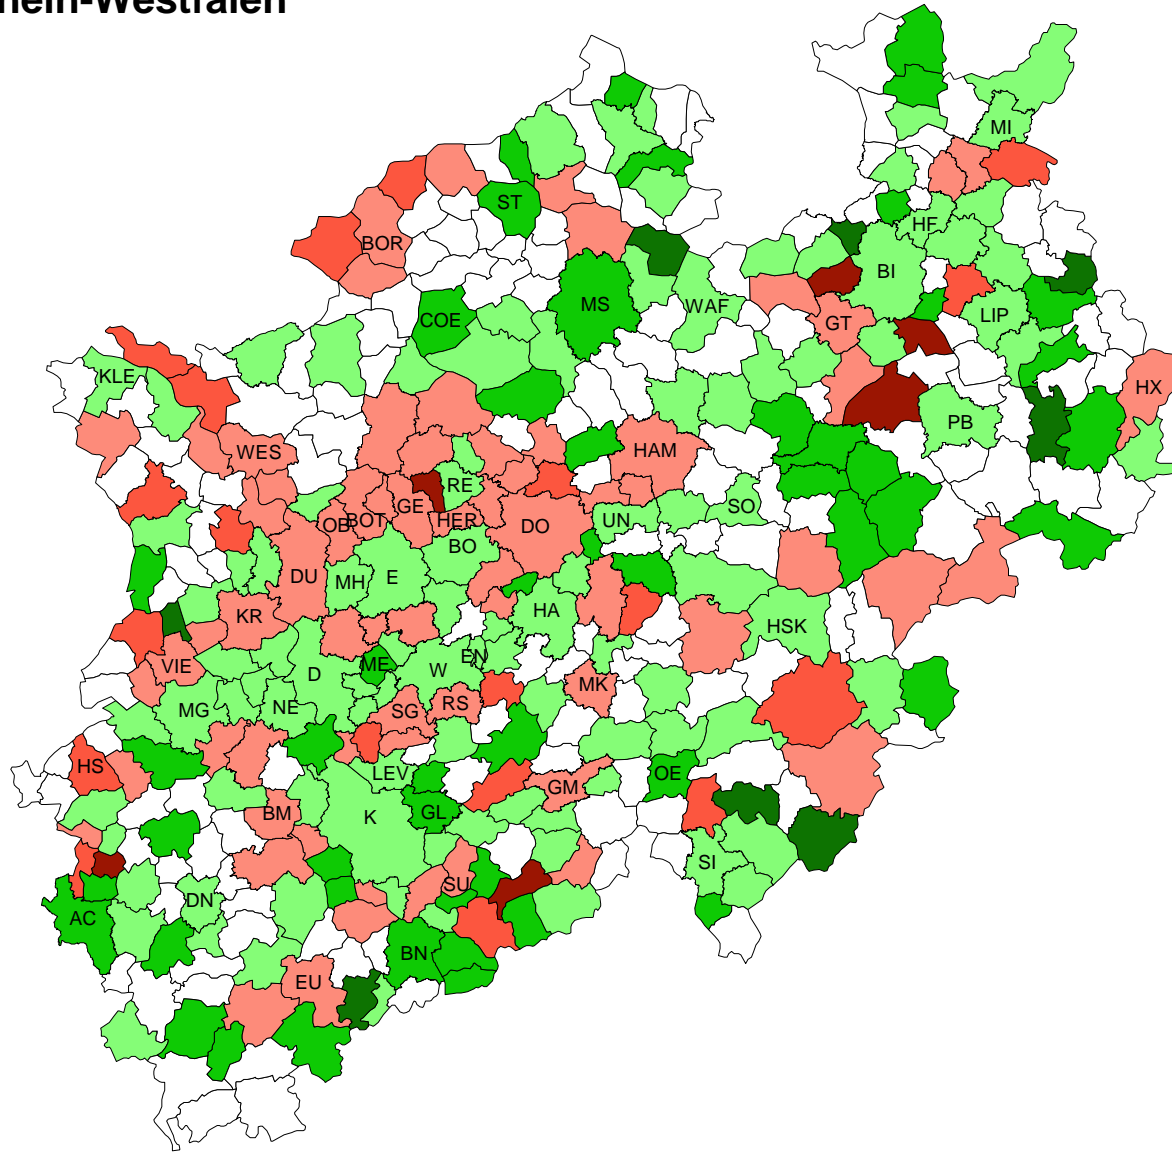 hein-Westfalen
MI
ST
HF
BOR
BI
MS
WAF
COE
LIP
GT
KLE
HX
PB
WES
HAM
RE
GE
SO
OB
BOT
HER
DO
UN
BO
DU
MH
E
HA
KR
HSK
EN
ME
VIE
W
D
MK
RS
NE
MG
SG
HS
LEV
OE
GM
BM
GL
K
SI
SU
DN
AC
BN
EU